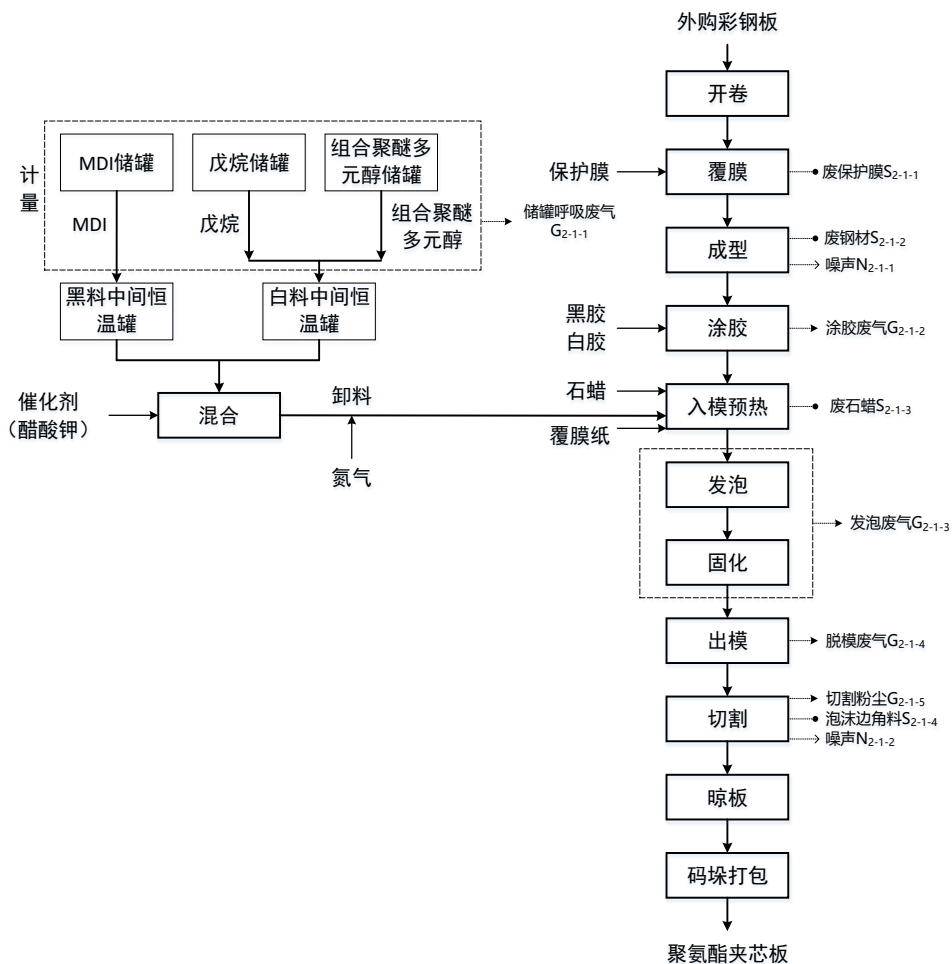 外购彩钢板
开卷
计量
MDI储罐
戊烷储罐
组合聚醚多
元醇储罐
MDI
戊烷
组合聚醚
多元醇
储罐呼吸废气
G2-1-1
黑料中间恒
温罐
白料中间恒
温罐
催化剂
（醋酸钾）
混合
卸料
氮气
保护膜
覆膜
废保护膜S2-1-1
成型
废钢材S2-1-2
噪声N2-1-1
黑胶
白胶
涂胶
涂胶废气G2-1-2
石蜡
覆膜纸
入模预热
废石蜡S2-1-3
发泡
固化
发泡废气G2-1-3
出模
脱模废气G2-1-4
切割
切割粉尘G2-1-5
泡沫边角料S2-1-4
噪声N2-1-2
晾板
码垛打包
聚氨酯夹芯板